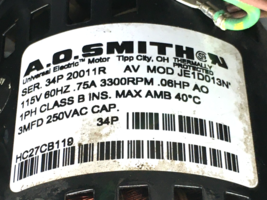 A.O.SMITH
Universal Electric™ Motor Tipp City, OH THERMALLY PROTECTED
SER. 34P 20011R AV MOD JE1D013N
115V 60HZ .75A 3300RPM .08HP AO
1PH CLASS B INS. MAX AMB 40°C
3MFD 250VAC CAP.
34P
HC27CB119